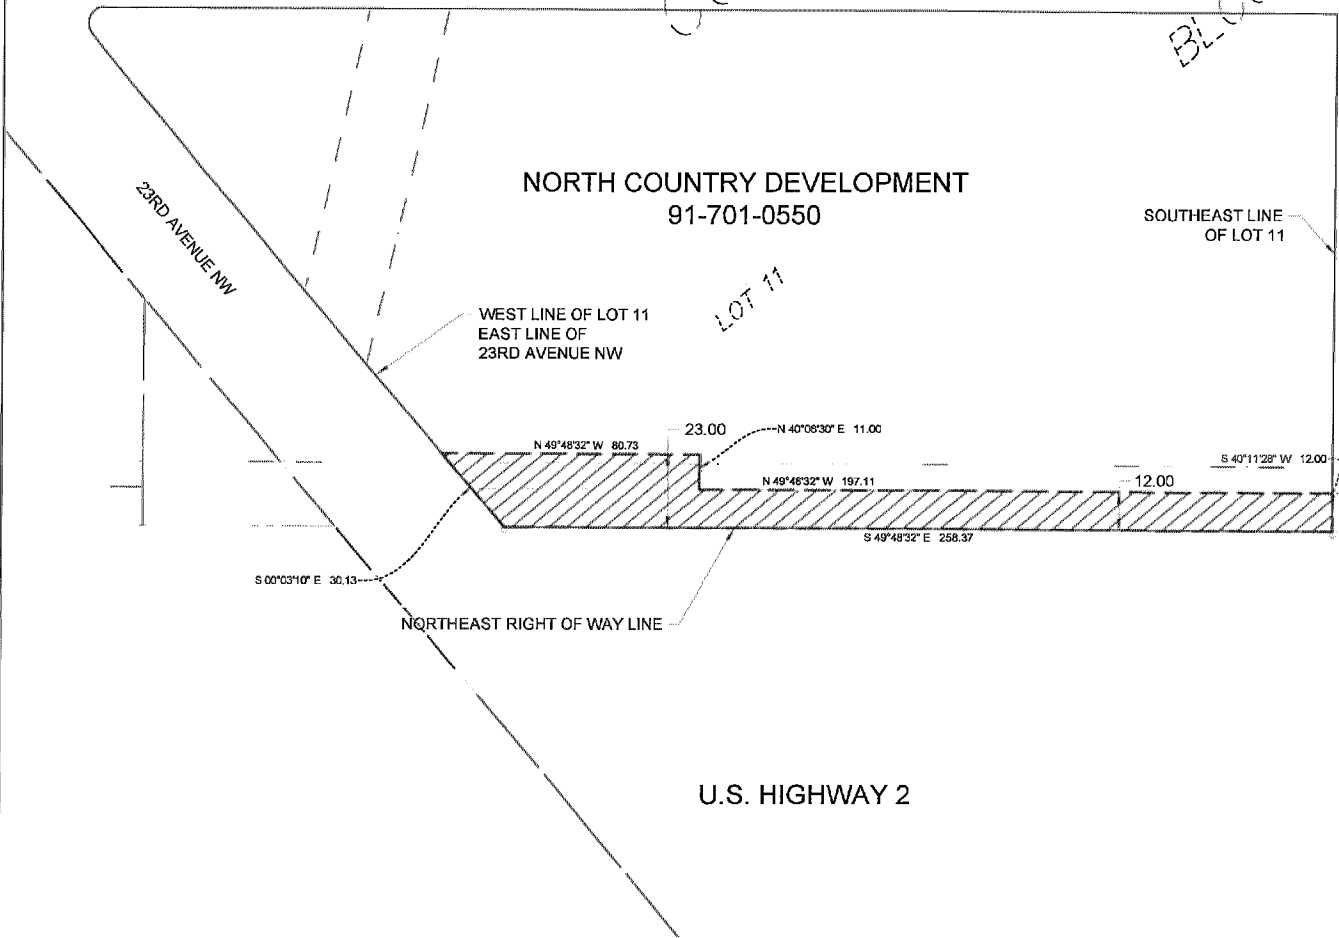 23RD AVENUE NW
NORTH COUNTRY DEVELOPMENT
91-701-0550
SOUTHEAST LINE
OF LOT 11
LOT 11
WEST LINE OF LOT 11
EAST LINE OF
23RD AVENUE NW
N 49°48'32" W 80.73
23.00
N 40°08'30" E 11.00
S 40°11'28" W 12.00
N 49°46'32" W 197.11
12.00
S 49°48'32" E 258.37
S 00°03'10" E 30.13
NORTHEAST RIGHT OF WAY LINE
U.S. HIGHWAY 2